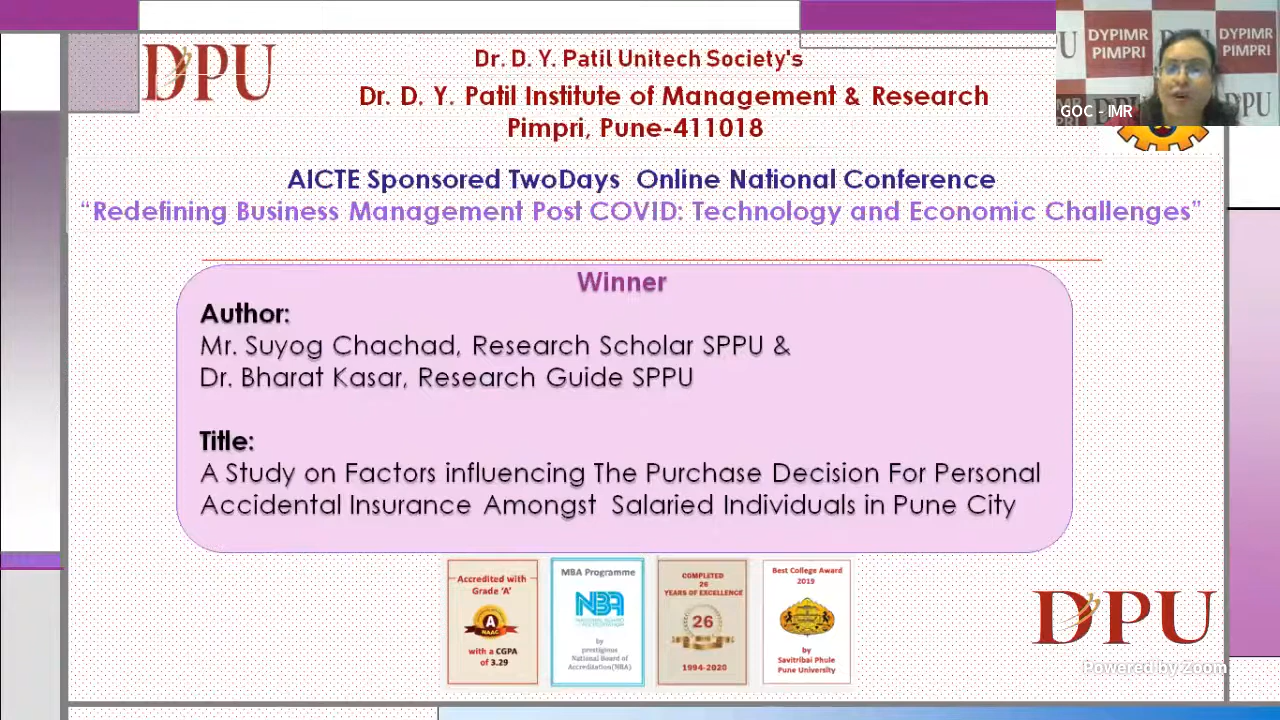 DPU
Dr. D. Y. Patil Unitech Society's
Dr. D. Y. Patil Institute of Management & Research
Pimpri, Pune-411018
DYPIMR
PIMPRI
DYPIMR
PIMPRI
GOC - IMR
AICTE Sponsored TwoDays Online National Conference
“Redefining Business Management Post COVID: Technology and Economic Challenges”
Winner
Author:
Mr. Suyog Chachad, Research Scholar SPPU &
Dr. Bharat Kasar, Research Guide SPPU
Title:
A Study on Factors influencing The Purchase Decision For Personal
Accidental Insurance Amongst Salaried Individuals in Pune City
Accredited with
Grade 'A'
A
NAAC
with a CGPA
of 3.29
MBA Programme
NBA
by
prestigious
National Board of
Accreditation(NBA)
COMPLETED
26
YEARS OF EXCELLENCE
26
1994-2020
Best College Award
2019
by
Savitribai Phule
Pune University
DPU
Powered by Zoom